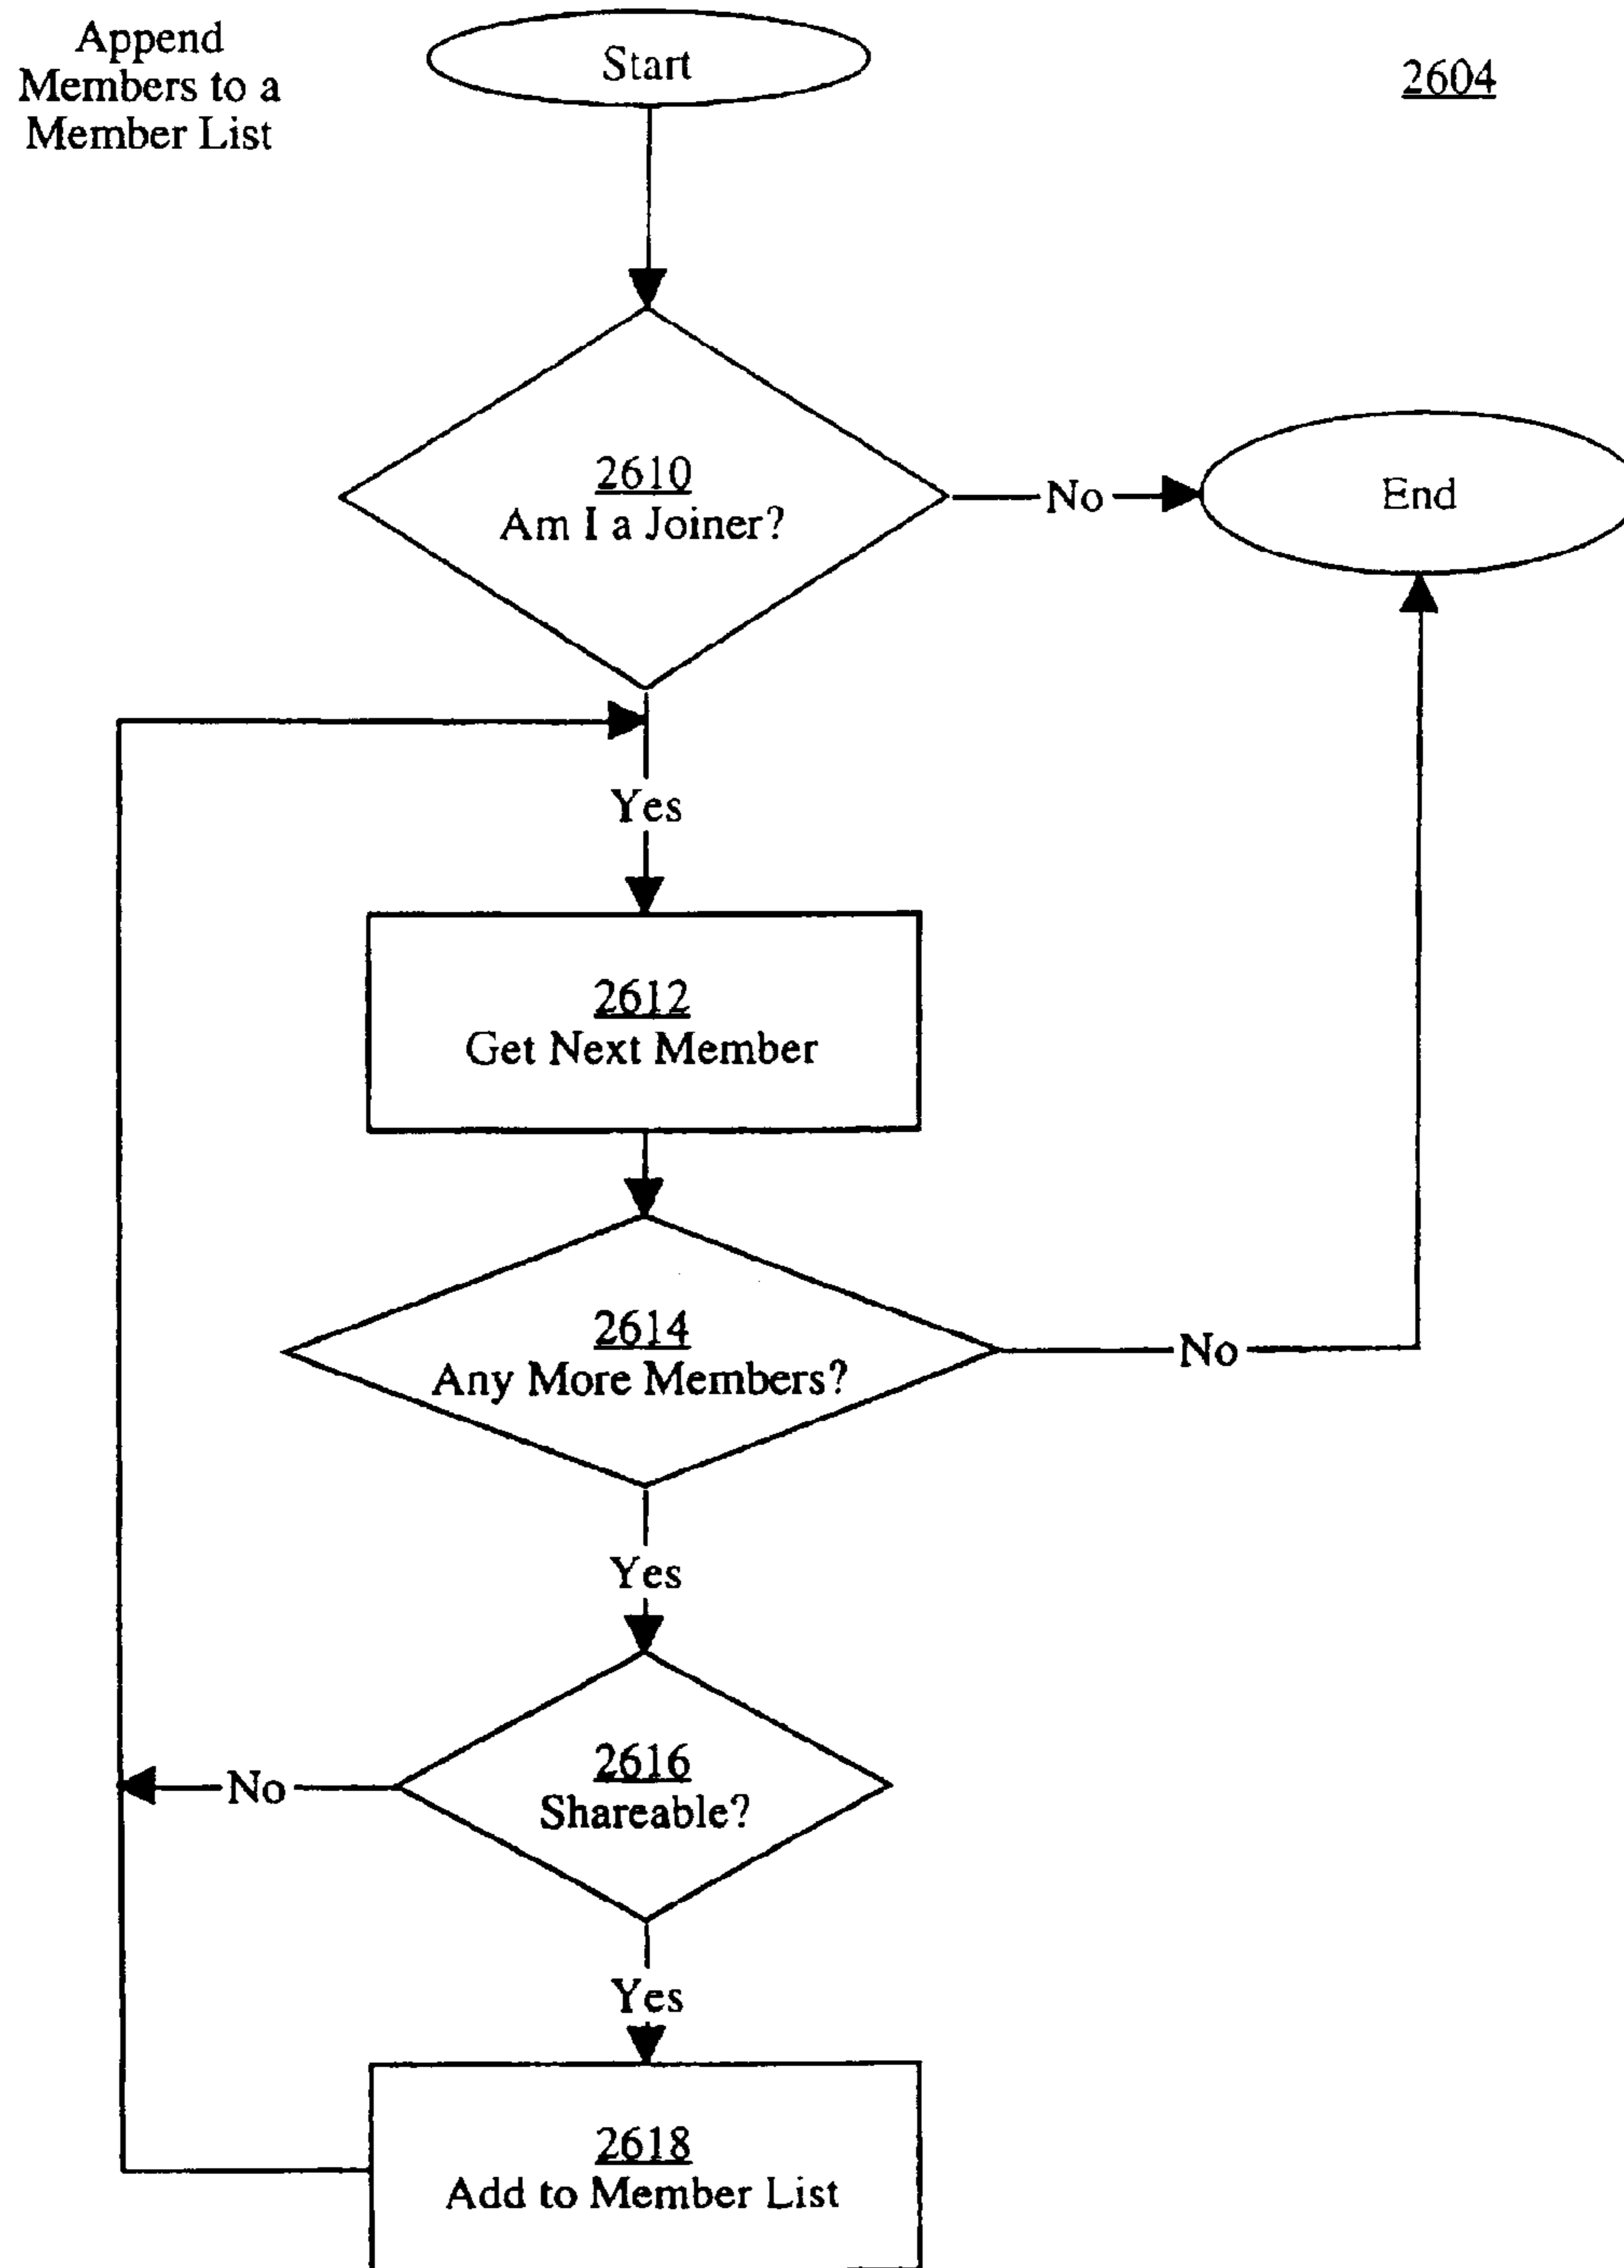 Append
Members to a
Member List
Start
2604
2610
Am I a Joiner?
No
End
Yes
2612
Get Next Member
2614
Any More Members?
No
Yes
2616
Shareable?
No
Yes
2618
Add to Member List